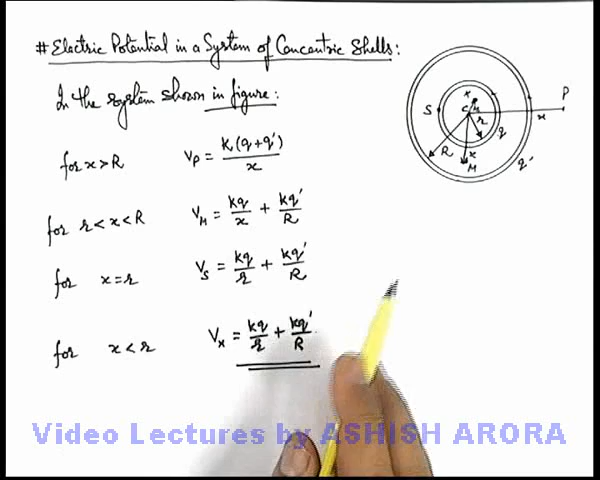 # Electric Potential in a System of Concentric Shells:
In the system shown in figure:
for x > R V_P = k(q+q')/x
for r < x < R V_M = kq/x + kq'/R
for x = r V_S = kq/r + kq'/R
for x < r V_x = kq/r + kq'/R
S x C N r q R x M q' x P
Video Lectures by ASHISH ARORA